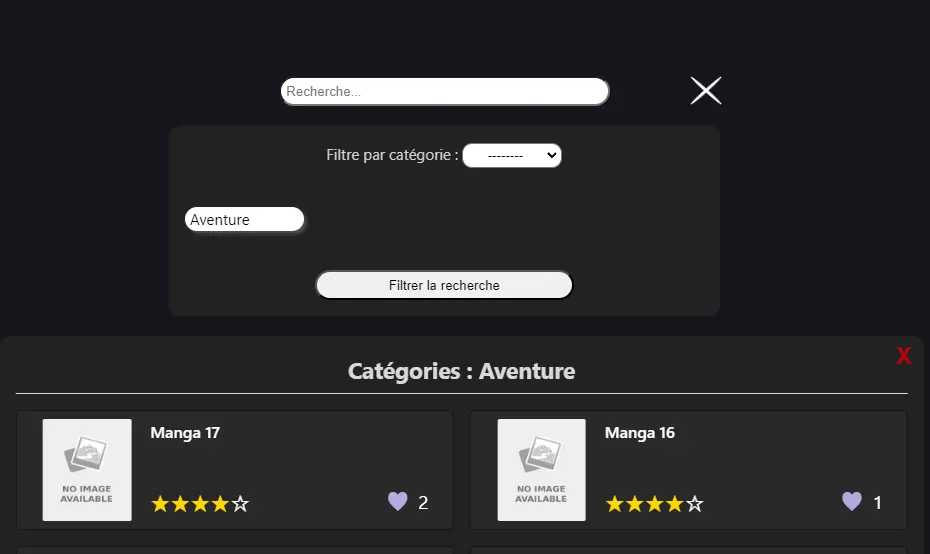 Recherche...
Filtre par catégorie : --------
Aventure
Filtrer la recherche
X
Catégories : Aventure
Manga 17
Manga 16
NO IMAGE
AVAILABLE
NO IMAGE
AVAILABLE
2
1